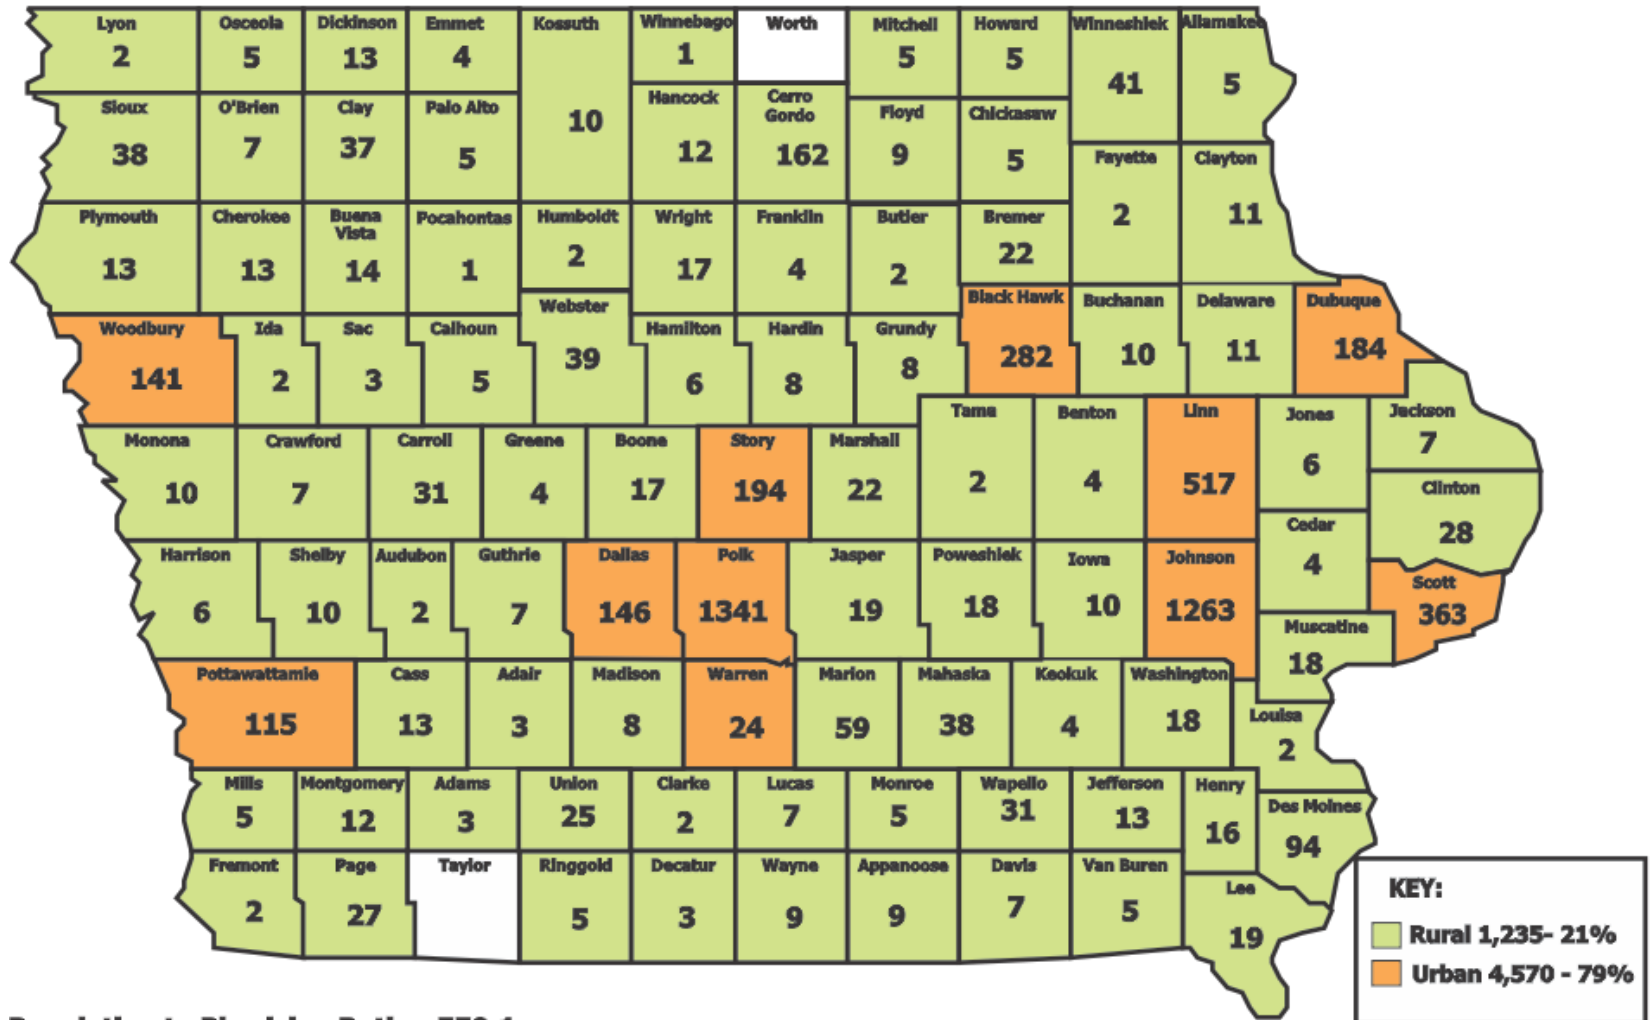 Lyon
2
Osceola
5
Dickinson
13
Emmet
4
Kossuth
10
Winnebago
1
Worth
Mitchell
5
Howard
5
Winneshiek
41
Allamakee
5
Sioux
38
O'Brien
7
Clay
37
Palo Alto
5
Hancock
12
Cerro
Gordo
162
Floyd
9
Chickasaw
5
Fayette
2
Clayton
11
Plymouth
13
Cherokee
13
Buena
Vista
14
Pocahontas
1
Humboldt
2
Wright
17
Franklin
4
Butler
2
Bremer
22
Woodbury
141
Ida
2
Sac
3
Calhoun
5
Webster
39
Hamilton
6
Hardin
8
Grundy
8
Black Hawk
282
Buchanan
10
Delaware
11
Dubuque
184
Monona
10
Crawford
7
Carroll
31
Greene
4
Boone
17
Story
194
Marshall
22
Tama
2
Benton
4
Linn
517
Jones
6
Jackson
7
Clinton
28
Cedar
4
Harrison
6
Shelby
10
Audubon
2
Guthrie
7
Dallas
146
Polk
1341
Jasper
19
Poweshiek
18
Iowa
10
Johnson
1263
Scott
363
Muscatine
18
Pottawattamie
115
Cass
13
Adair
3
Madison
8
Warren
24
Marion
59
Mahaska
38
Keokuk
4
Washington
18
Louisa
2
Mills
5
Montgomery
12
Adams
3
Union
25
Clarke
2
Lucas
7
Monroe
5
Wapello
31
Jefferson
13
Henry
16
Des Moines
94
Fremont
2
Page
27
Taylor
Ringgold
5
Decatur
3
Wayne
9
Appanoose
9
Davis
7
Van Buren
5
Lee
19
KEY:
Rural 1,235- 21%
Urban 4,570 - 79%